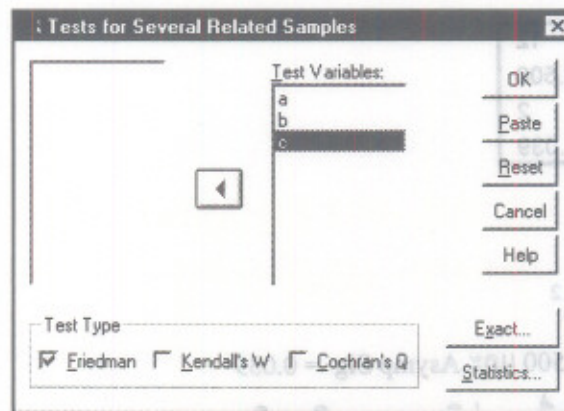 Tests for Several Related Samples
Test Variables:
a
b
c
OK
Paste
Reset
Cancel
Help
Test Type
Friedman
Kendall's W
Cochran's Q
Exact...
Statistics...